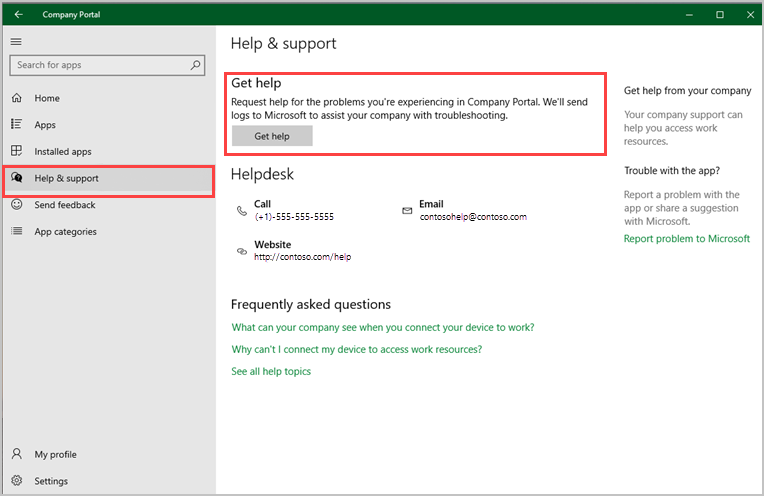 Company Portal
Search for apps
Home
Apps
Installed apps
Help & support
Send feedback
App categories
My profile
Settings
Help & support
Get help
Request help for the problems you're experiencing in Company Portal. We'll send
logs to Microsoft to assist your company with troubleshooting.
Get help
Helpdesk
Call
(+1)-555-555-5555
Email
contosohelp@contoso.com
Website
http://contoso.com/help
Frequently asked questions
What can your company see when you connect your device to work?
Why can't I connect my device to access work resources?
See all help topics
Get help from your company
Your company support can
help you access work
resources.
Trouble with the app?
Report a problem with the
app or share a suggestion
with Microsoft.
Report problem to Microsoft